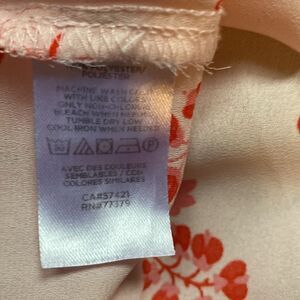 POLYESTER/
POLYESTER
MACHINE WASH COLD
WITH LIKE COLORS
ONLY NON-CHLORINE
BLEACH WHEN NEEDED
TUMBLE DRY LOW
COOL IRON WHEN NEEDED
AVEC DES COULEURS
SEMBLABLES / CON
COLORES SIMILARES
CA#57421
RN#77379